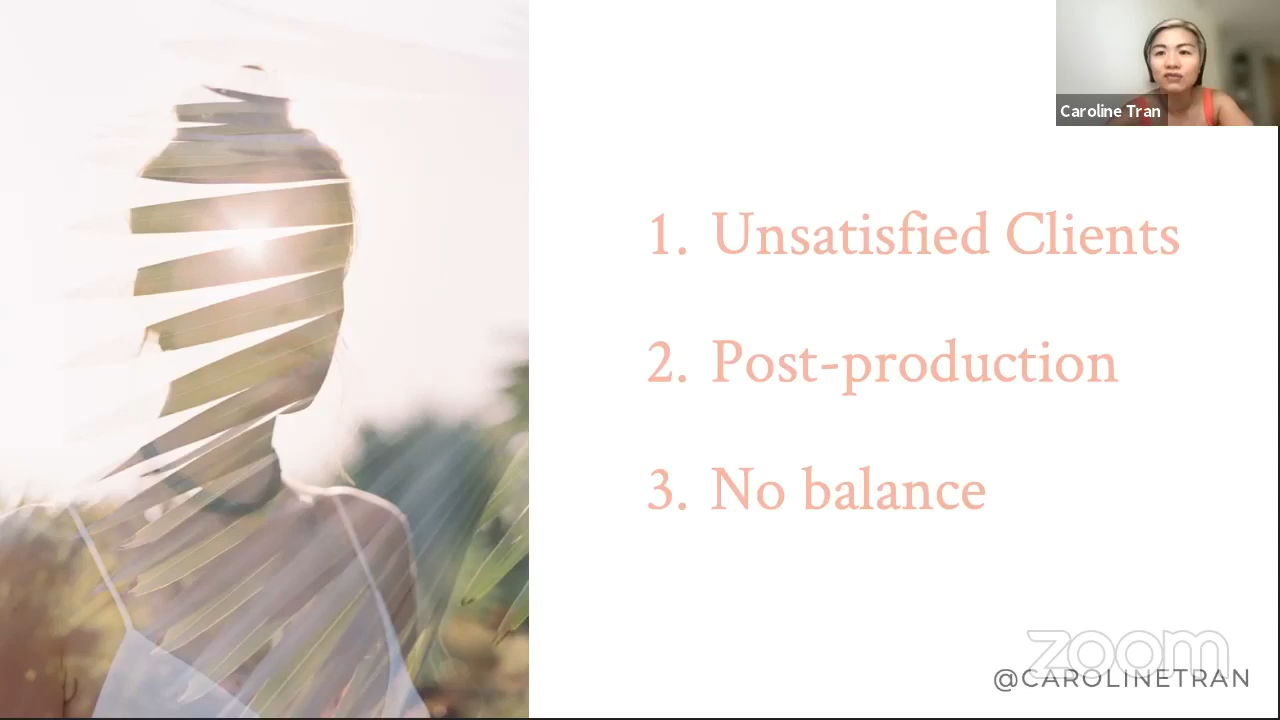 Caroline Tran
1. Unsatisfied Clients
2. Post-production
3. No balance
zoom
@CAROLINETRAN